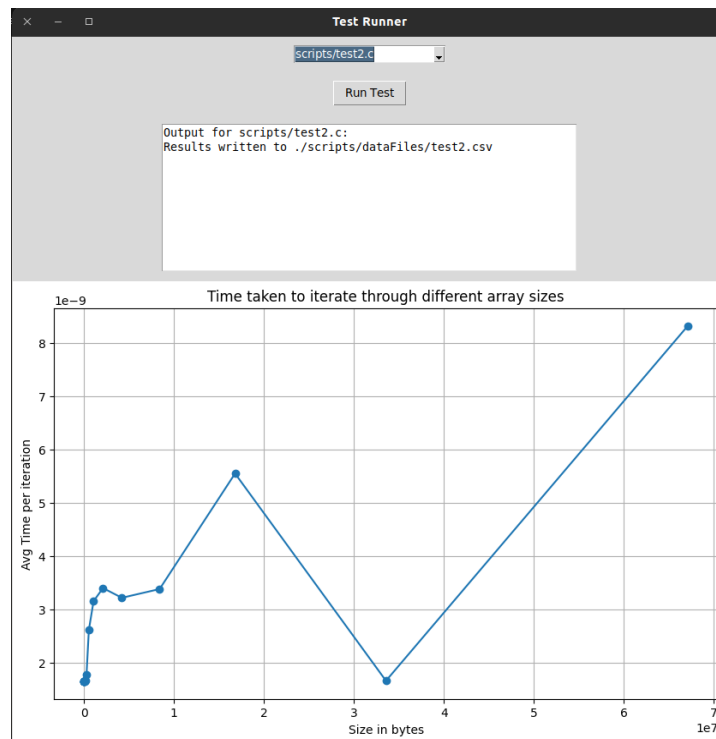 Test Runner
scripts/test2.c
Run Test
Output for scripts/test2.c:
Results written to ./scripts/dataFiles/test2.csv
Time taken to iterate through different array sizes
1e−9
8
7
6
5
4
3
2
Avg Time per iteration
0 1 2 3 4 5 6 7
1e7
Size in bytes